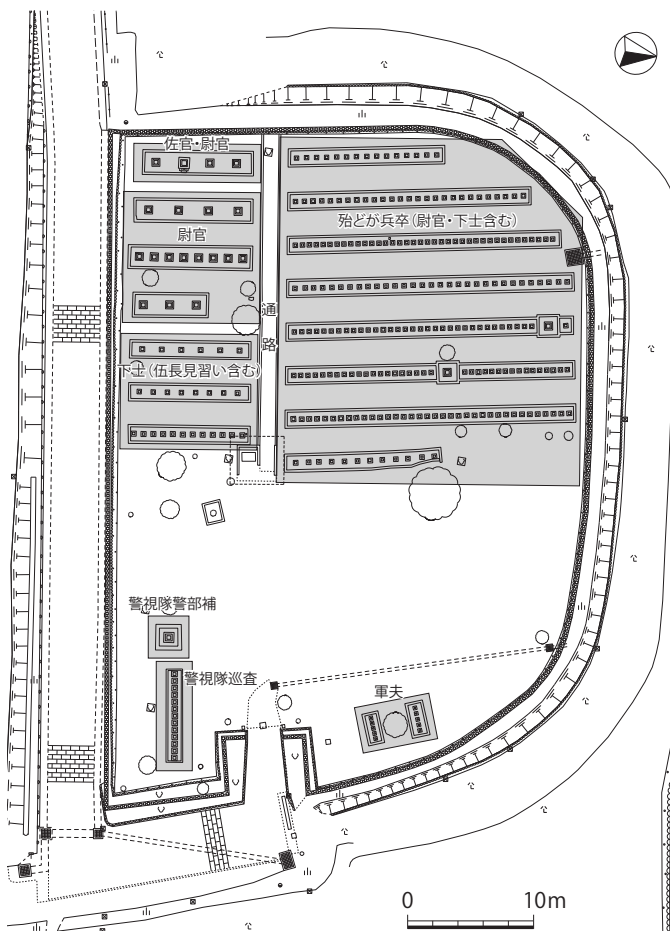 佐官・尉官
殆どが兵卒（尉官・下士含む）
尉官
通
路
下士（伍長見習い含む）
警視隊警部補
警視隊巡査
軍夫
0 10m